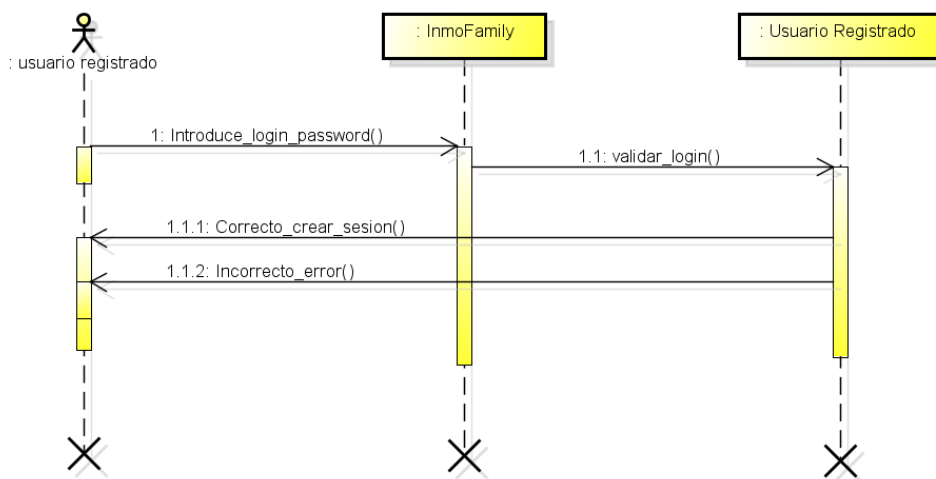 : usuario registrado
: InmoFamily
: Usuario Registrado
1: Introduce_login_password()
1.1: validar_login()
1.1.1: Correcto_crear_sesion()
1.1.2: Incorrecto_error()